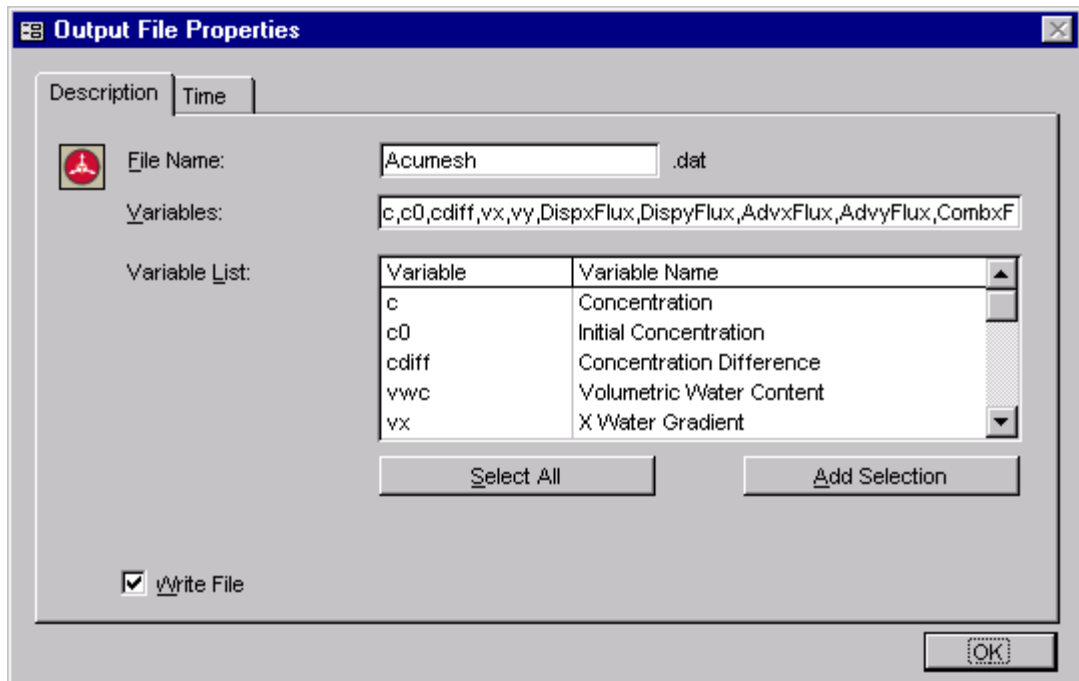 Output File Properties
Description Time
File Name: Acumesh .dat
Variables: c,c0,cdiff,vx,vy,DispxFlux,DispyFlux,AdvxFlux,AdvyFlux,CombxF
Variable List: Variable Variable Name
c Concentration
c0 Initial Concentration
cdiff Concentration Difference
vwc Volumetric Water Content
vx X Water Gradient
Select All Add Selection
Write File
OK